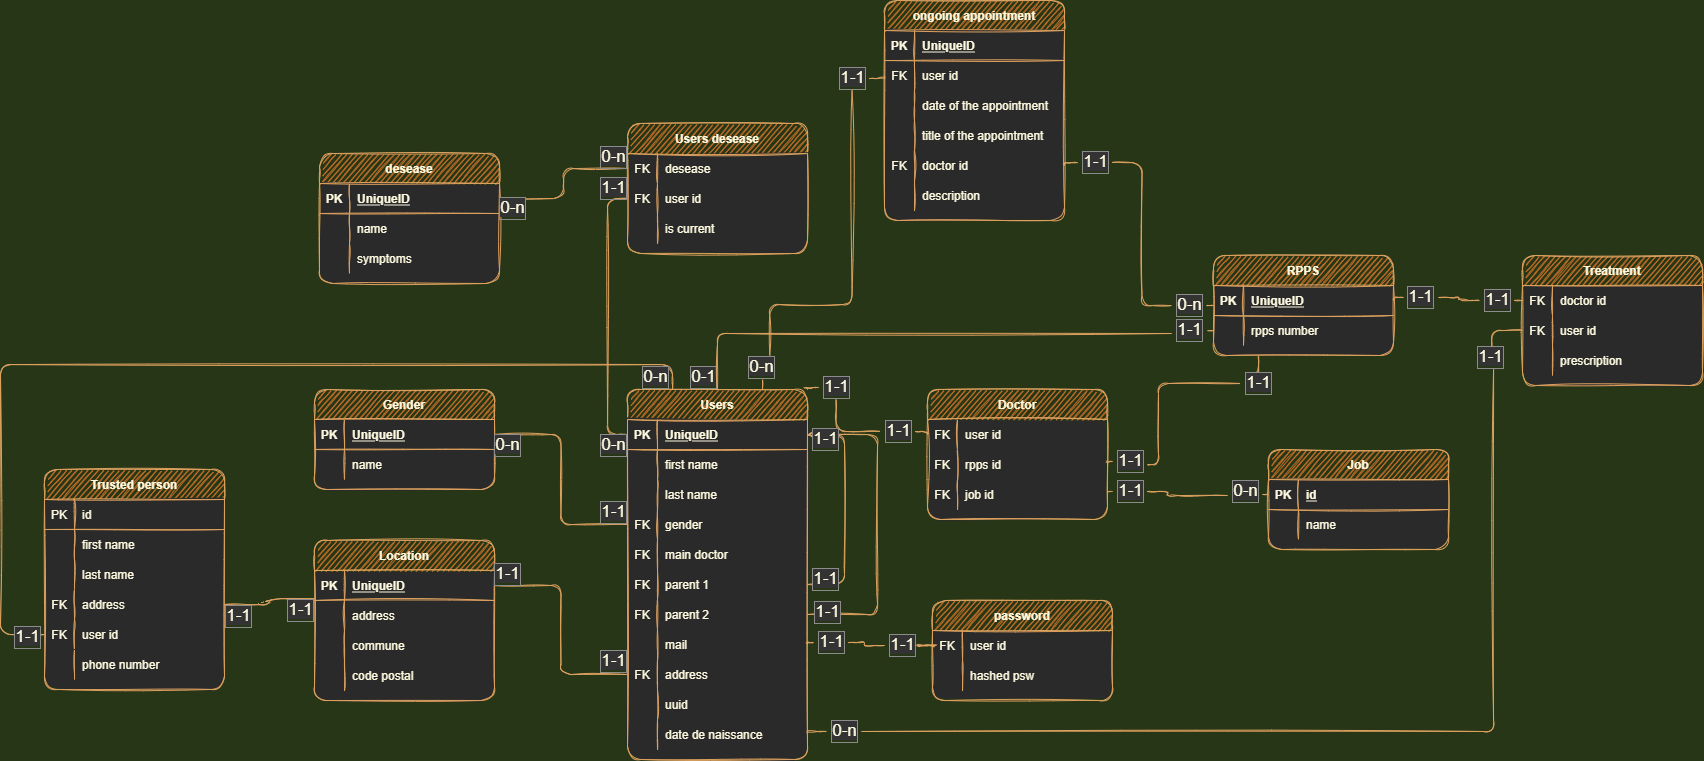 ongoing appointment
PK UniqueID
FK user id
date of the appointment
title of the appointment
FK doctor id
description
1-1
1-1
Users desease
FK desease
FK user id
is current
0-n
1-1
desease
PK UniqueID
name
symptoms
0-n
RPPS
PK UniqueID
rpps number
0-n
1-1
1-1
1-1
Treatment
FK doctor id
FK user id
prescription
1-1
1-1
0-n
0-1
0-n
1-1
Users
PK UniqueID
first name
last name
FK gender
FK main doctor
FK parent 1
FK parent 2
mail
FK address
uuid
date de naissance
0-n
1-1
1-1
1-1
1-1
1-1
1-1
0-n
Gender
PK UniqueID
name
0-n
Doctor
FK user id
FK rpps id
FK job id
1-1
1-1
1-1
Job
PK id
name
0-n
Trusted person
PK id
first name
last name
FK address
FK user id
phone number
1-1
1-1
Location
PK UniqueID
address
commune
code postal
1-1
1-1
password
FK user id
hashed psw
1-1